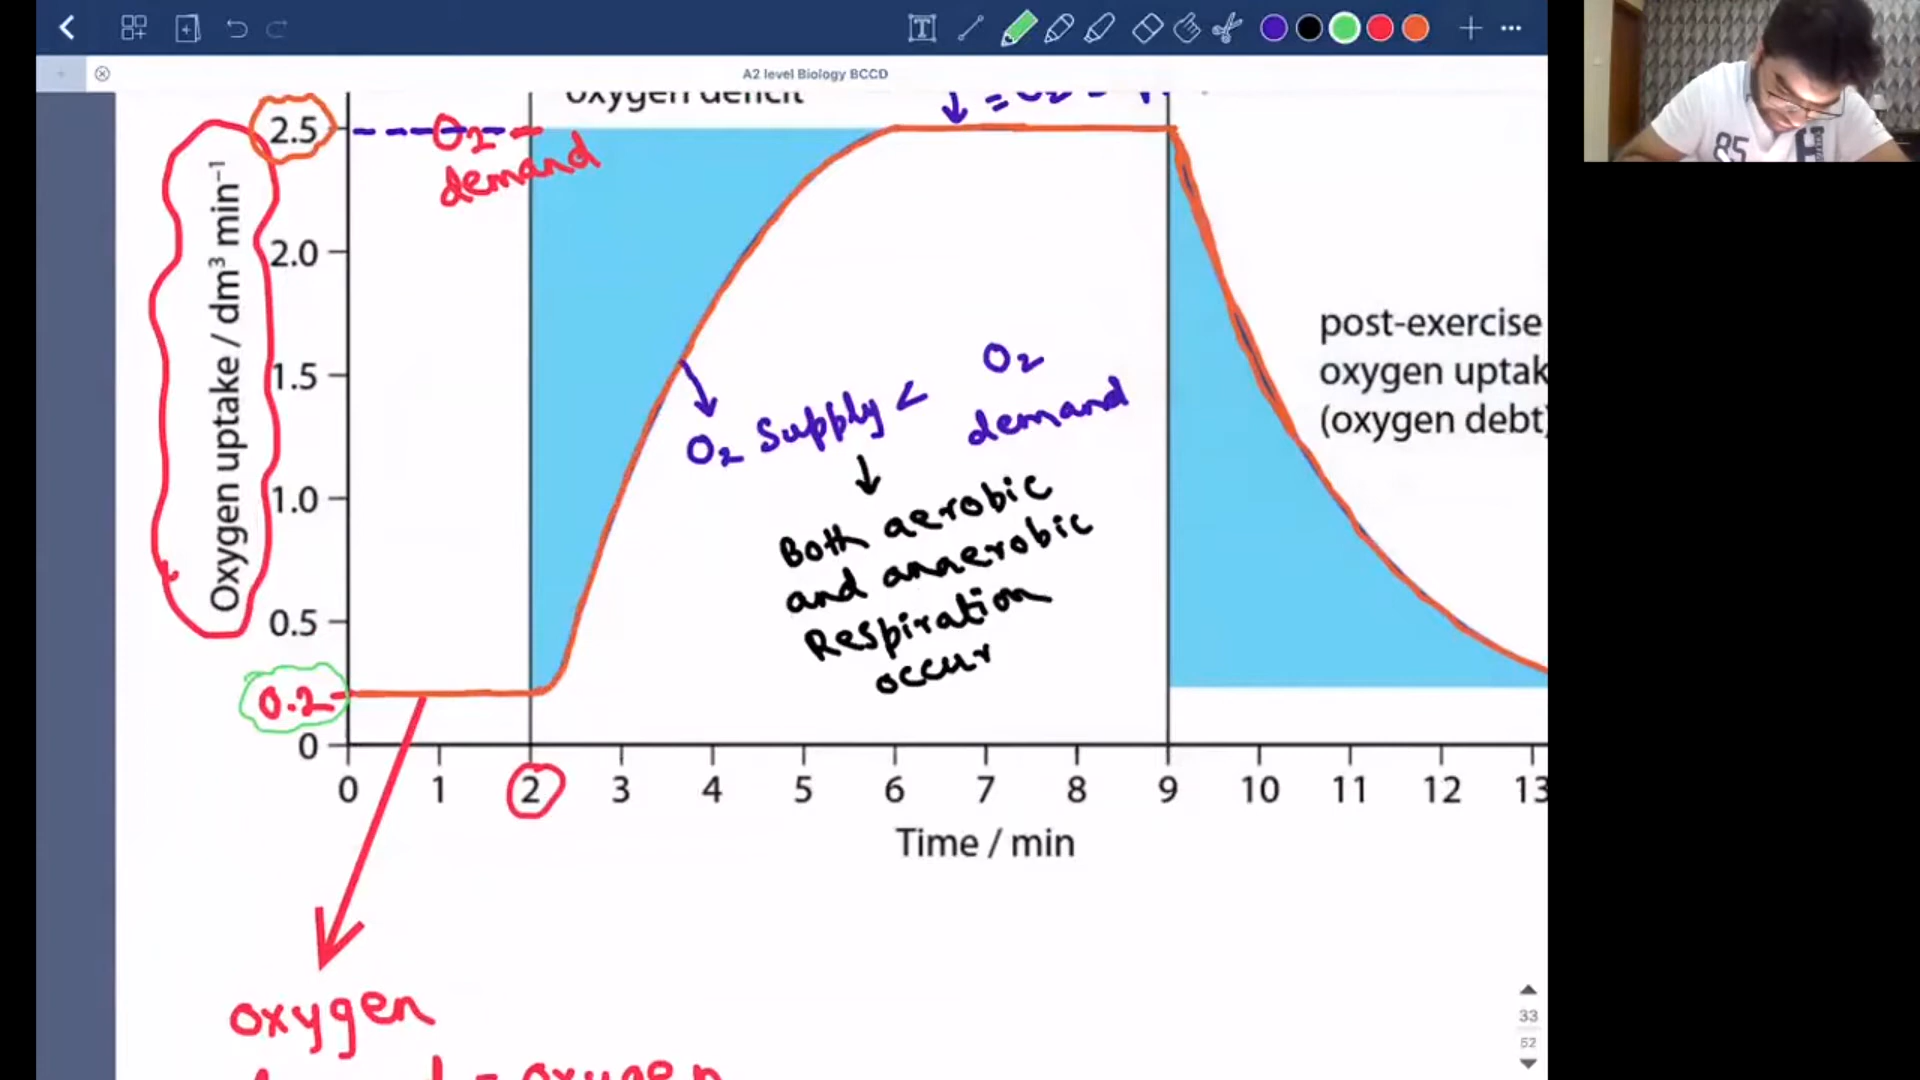 A2 level Biology BCCD
oxygen deficit
2.5
O2
demand
2.0
1.5
1.0
0.5
0.2
0
Oxygen uptake / dm³ min⁻¹
O2 Supply < O2
demand
Both aerobic
and anaerobic
Respiration
occur
post-exercise
oxygen uptak
(oxygen debt)
0 1 2 3 4 5 6 7 8 9 10 11 12 13
Time / min
oxygen
= oxygen
33
52
85